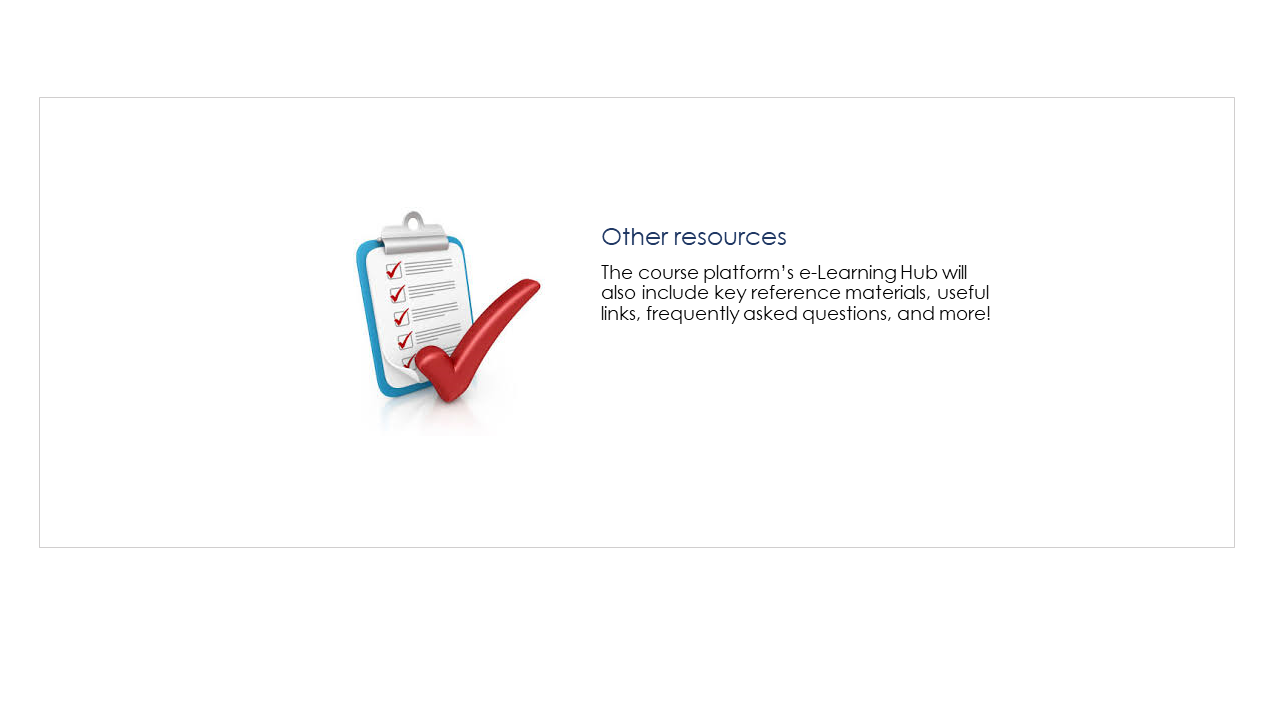 Other resources
The course platform’s e-Learning Hub will
also include key reference materials, useful
links, frequently asked questions, and more!